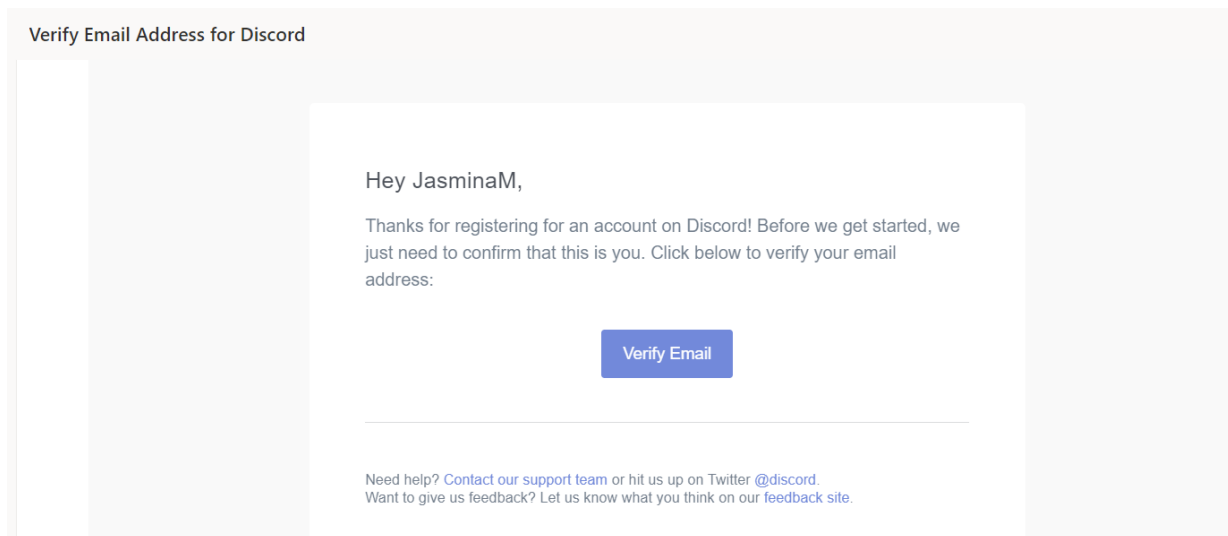 Verify Email Address for Discord
Hey JasminaM,
Thanks for registering for an account on Discord! Before we get started, we
just need to confirm that this is you. Click below to verify your email
address:
Verify Email
Need help? Contact our support team or hit us up on Twitter @discord.
Want to give us feedback? Let us know what you think on our feedback site.